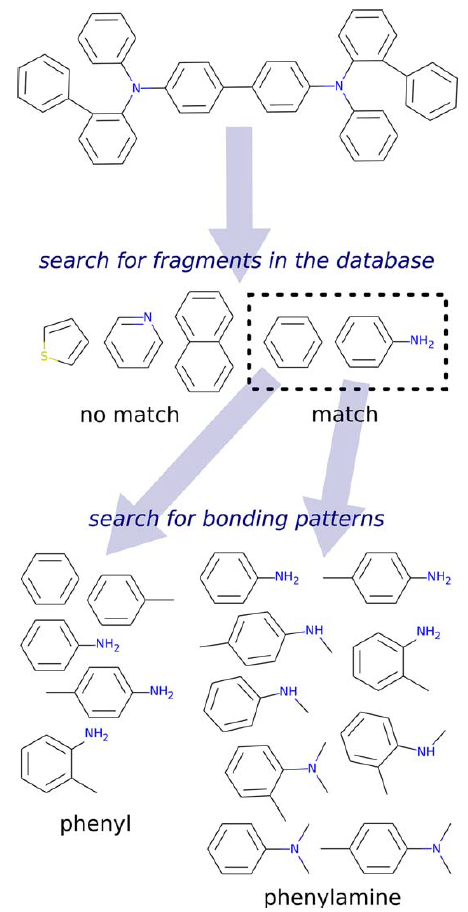 N N
search for fragments in the database
S N NH2
no match match
search for bonding patterns
NH2 NH2
NH NH2
NH2
NH2 NH
NH2 N NH
phenyl
N N
phenylamine